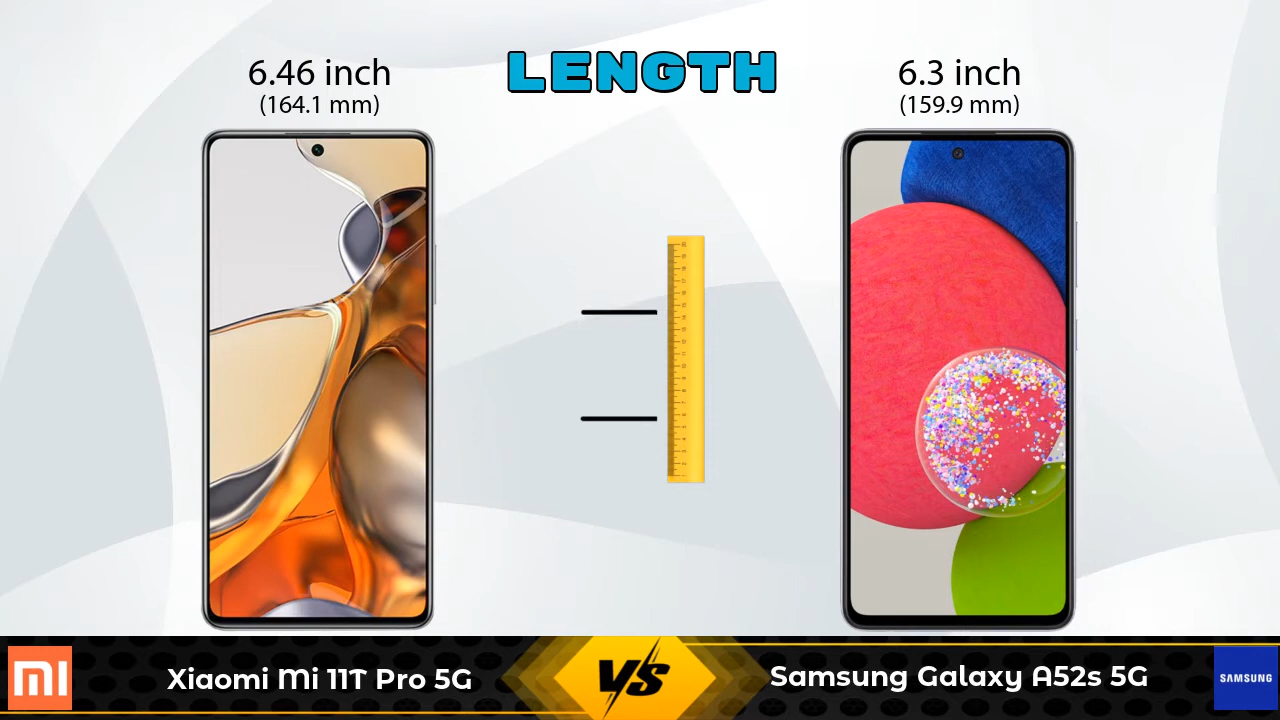 LENGTH
6.46 inch
(164.1 mm)
6.3 inch
(159.9 mm)
mi
Xiaomi Mi 11T Pro 5G
VS
Samsung Galaxy A52s 5G
SAMSUNG